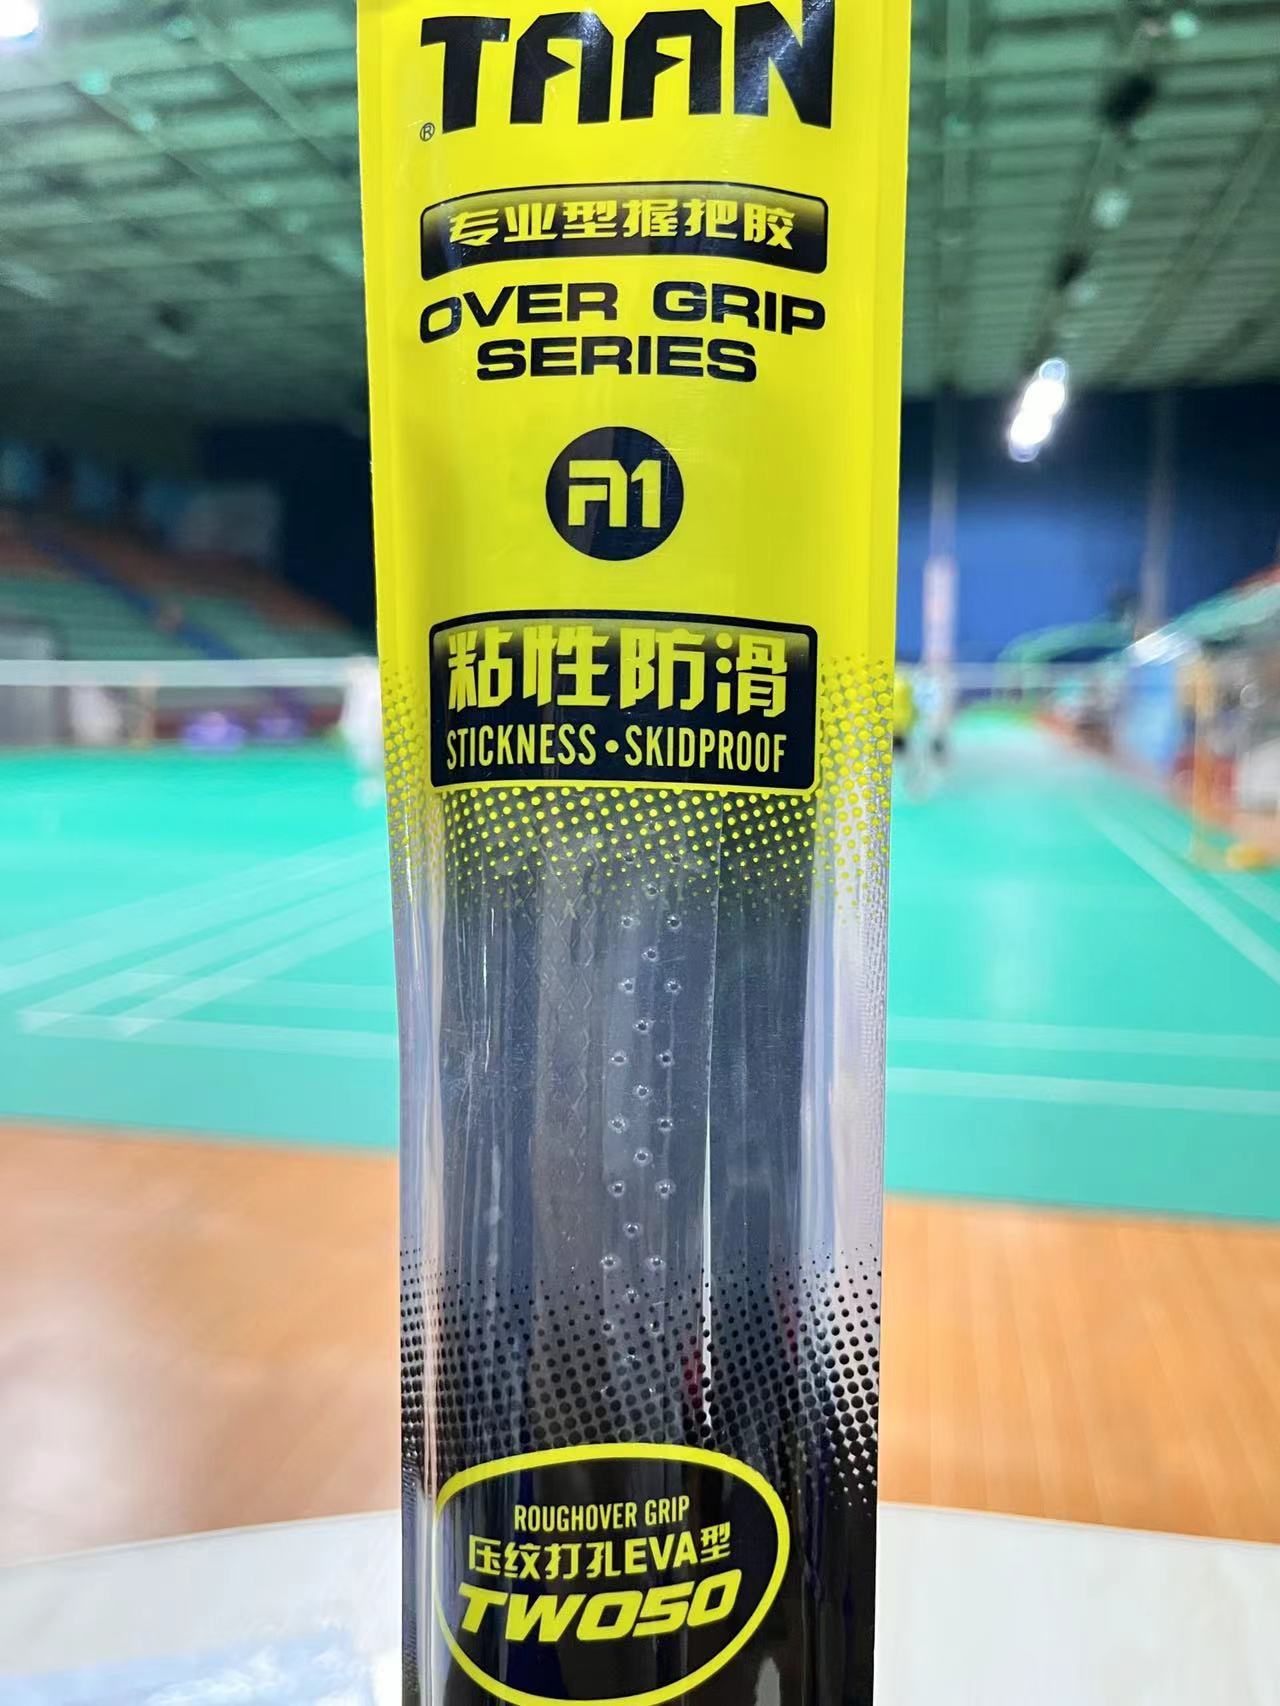 TAAN
®
专业型握把胶
OVER GRIP
SERIES
A1
粘性防滑
STICKNESS•SKIDPROOF
ROUGHOVER GRIP
压纹打孔EVA型
TW050